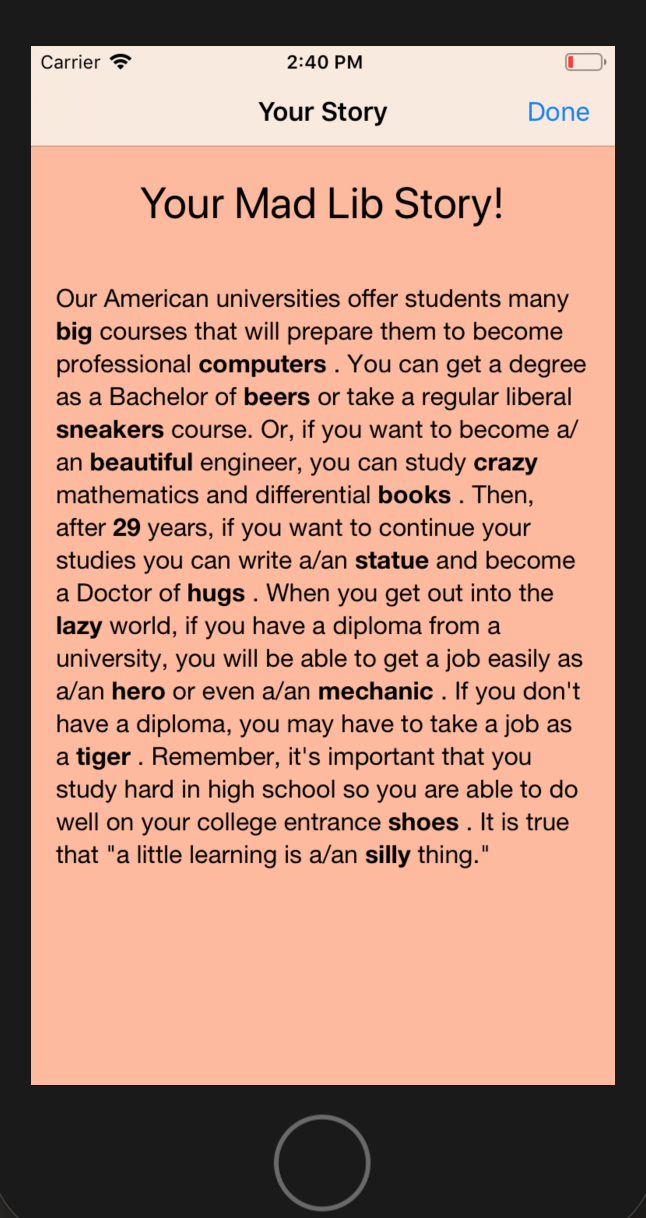 Carrier 2:40 PM
Your Story Done
Your Mad Lib Story!
Our American universities offer students many
big courses that will prepare them to become
professional computers . You can get a degree
as a Bachelor of beers or take a regular liberal
sneakers course. Or, if you want to become a/
an beautiful engineer, you can study crazy
mathematics and differential books . Then,
after 29 years, if you want to continue your
studies you can write a/an statue and become
a Doctor of hugs . When you get out into the
lazy world, if you have a diploma from a
university, you will be able to get a job easily as
a/an hero or even a/an mechanic . If you don't
have a diploma, you may have to take a job as
a tiger . Remember, it's important that you
study hard in high school so you are able to do
well on your college entrance shoes . It is true
that "a little learning is a/an silly thing."